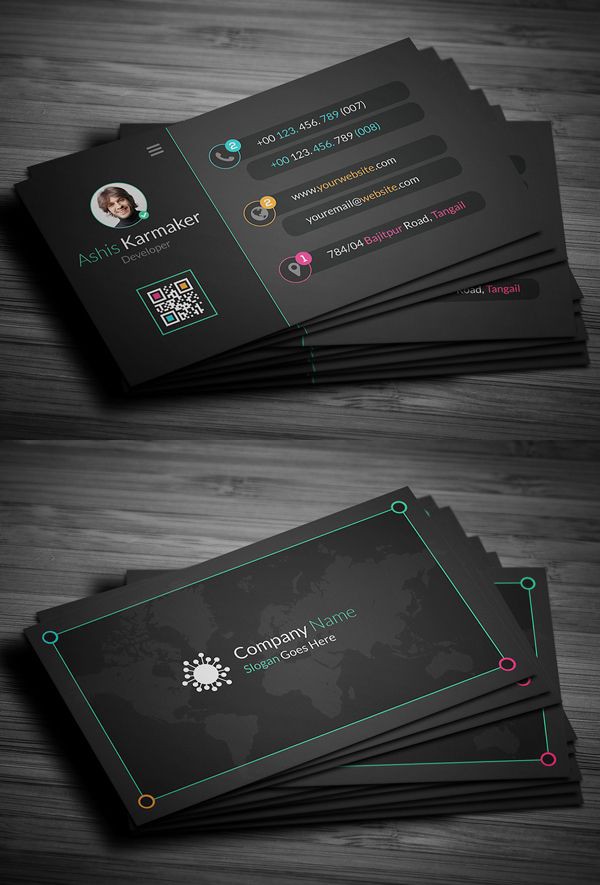 Ashis Karmaker
Developer
+00 123. 456. 789 (007)
2
+00 123. 456. 789 (008)
www.yourwebsite.com
2
youremail@website.com
1
784/04 Bajitpur Road, Tangail
Road, Tangail
Company Name
Slogan Goes Here